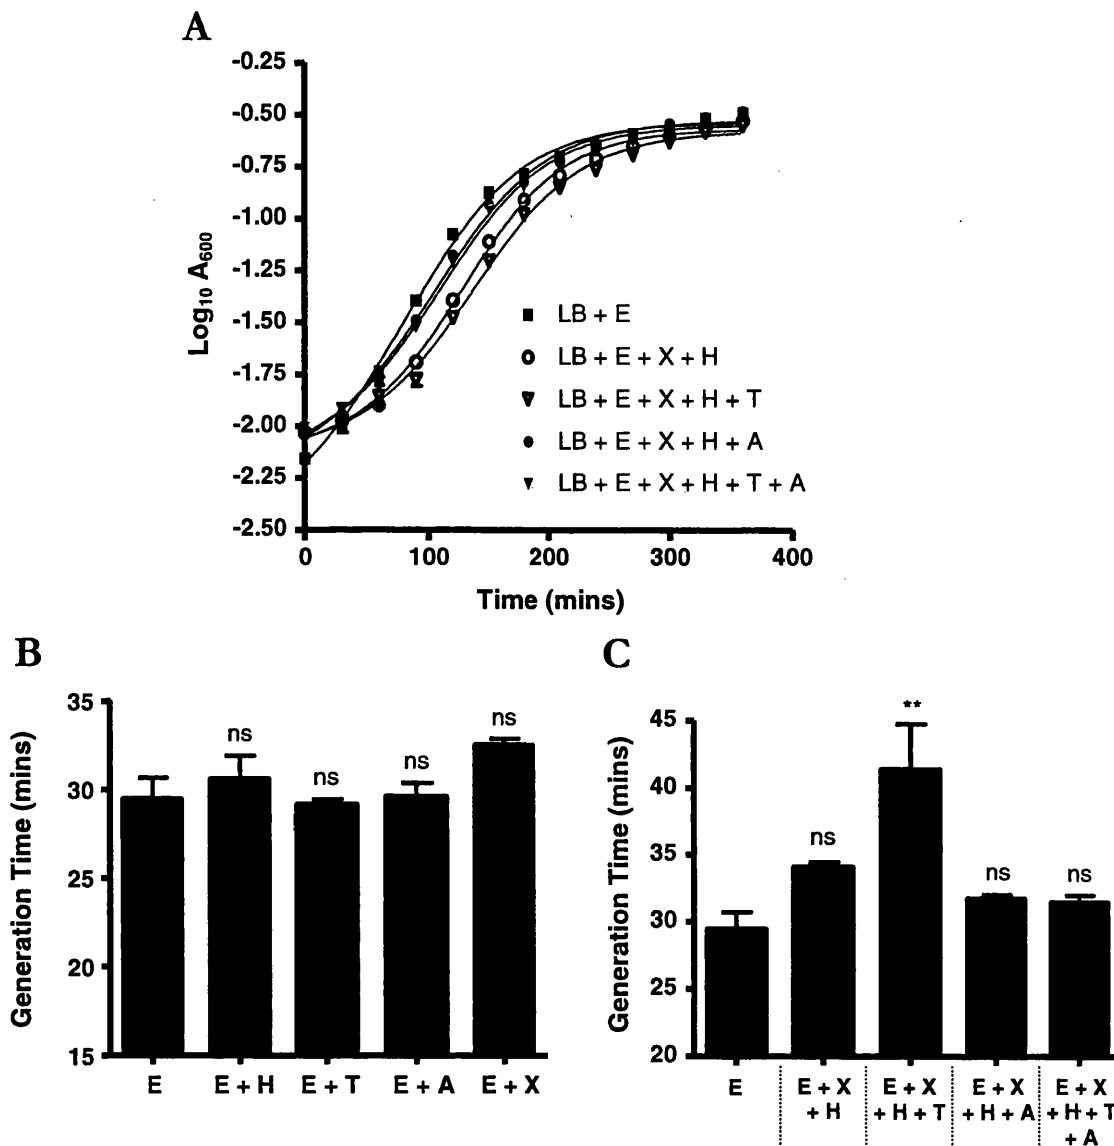 A
-0.25
-0.50
-0.75
-1.00
-1.25
-1.50
-1.75
-2.00
-2.25
-2.50
Log10 A600
0 100 200 300 400
Time (mins)
LB + E
LB + E + X + H
LB + E + X + H + T
LB + E + X + H + A
LB + E + X + H + T + A
B
35
30
25
20
15
Generation Time (mins)
ns
ns
ns
ns
E E + H E + T E + A E + X
C
45
40
35
30
25
20
Generation Time (mins)
ns
**
ns
ns
E
E + X
+ H
E + X
+ H + T
E + X
+ H + A
E + X
+ H + T
+ A